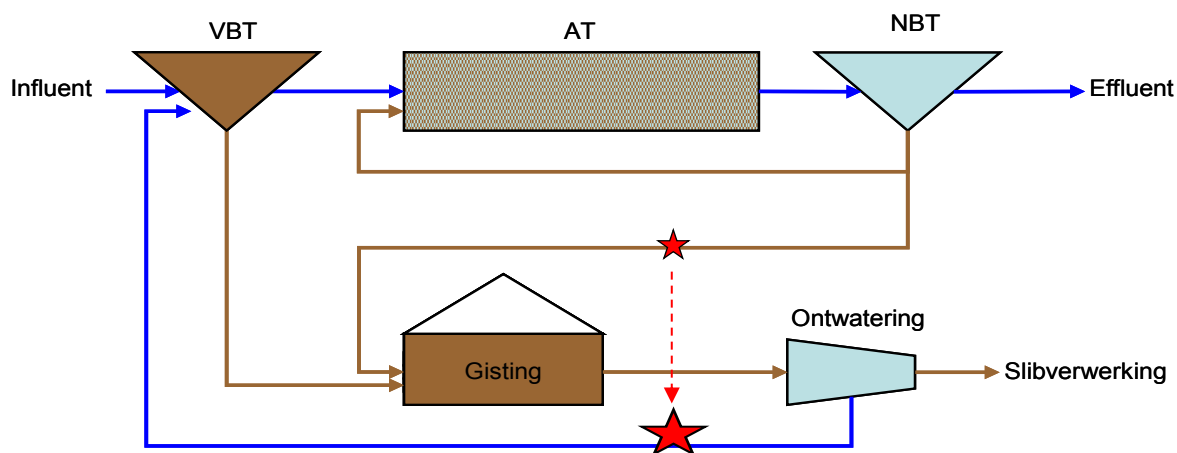 VBT
AT
NBT
Influent
Effluent
Ontwatering
Gisting
Slibverwerking